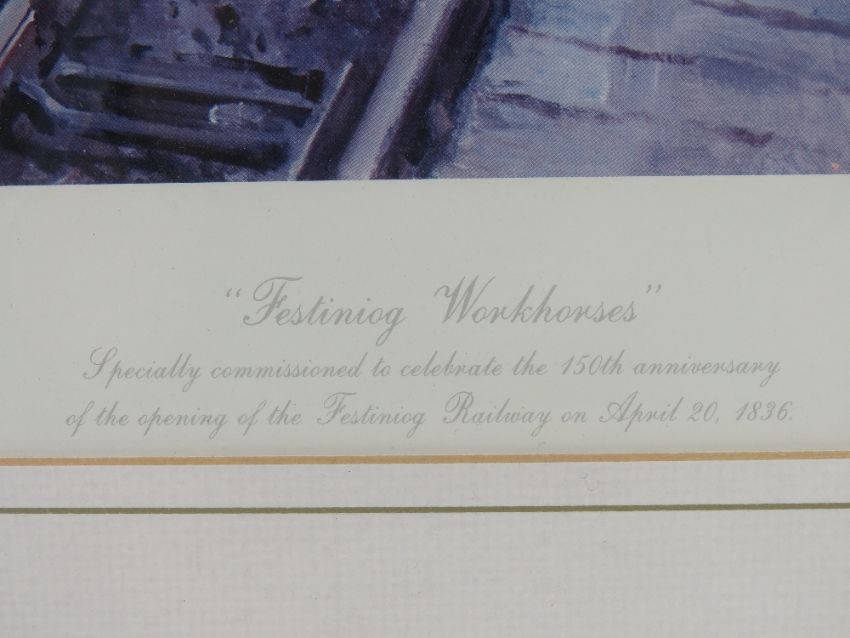 “Festiniog Workhorses”
Specially commissioned to celebrate the 150th anniversary
of the opening of the Festiniog Railway on April 20, 1836.